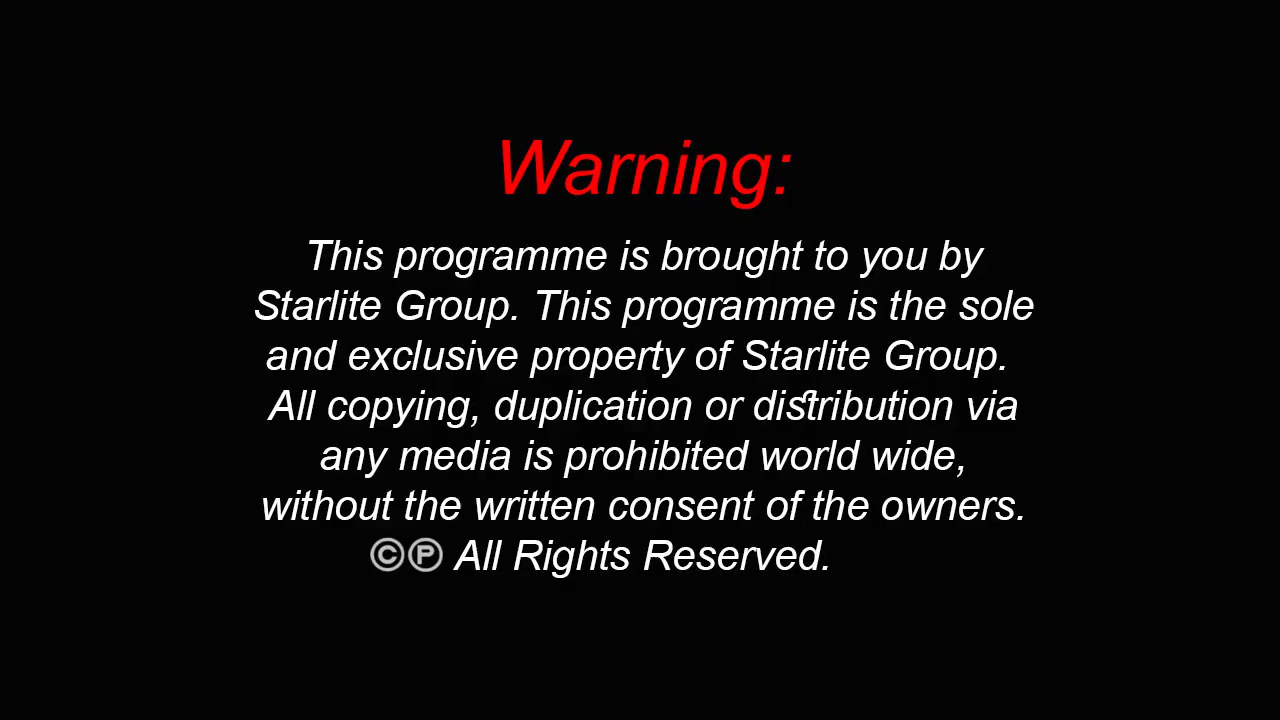 Warning:
This programme is brought to you by
Starlite Group. This programme is the sole
and exclusive property of Starlite Group.
All copying, duplication or distribution via
any media is prohibited world wide,
without the written consent of the owners.
©℗ All Rights Reserved.